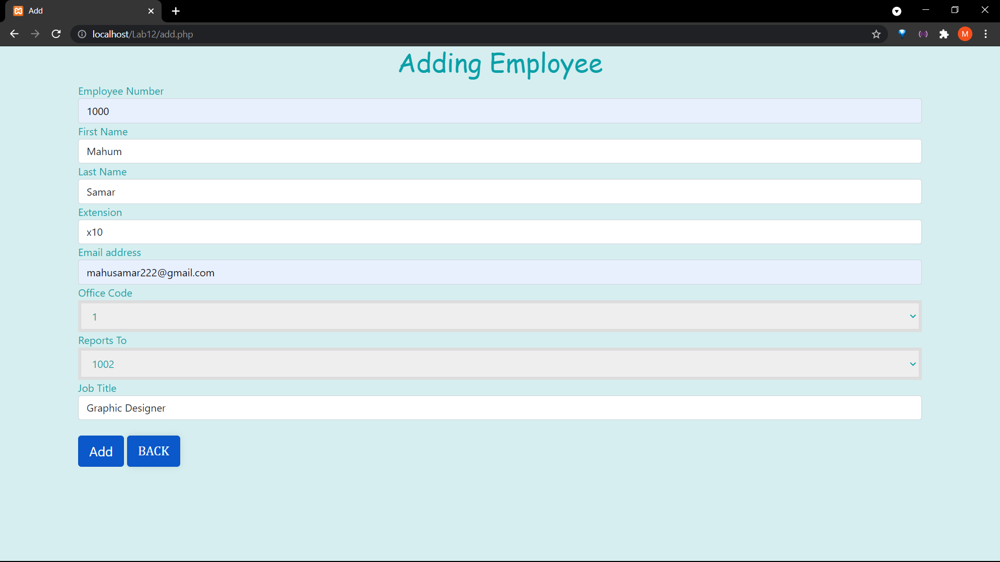 Add
localhost/Lab12/add.php
M
Adding Employee
Employee Number
1000
First Name
Mahum
Last Name
Samar
Extension
x10
Email address
mahusamar222@gmail.com
Office Code
1
Reports To
1002
Job Title
Graphic Designer
Add BACK